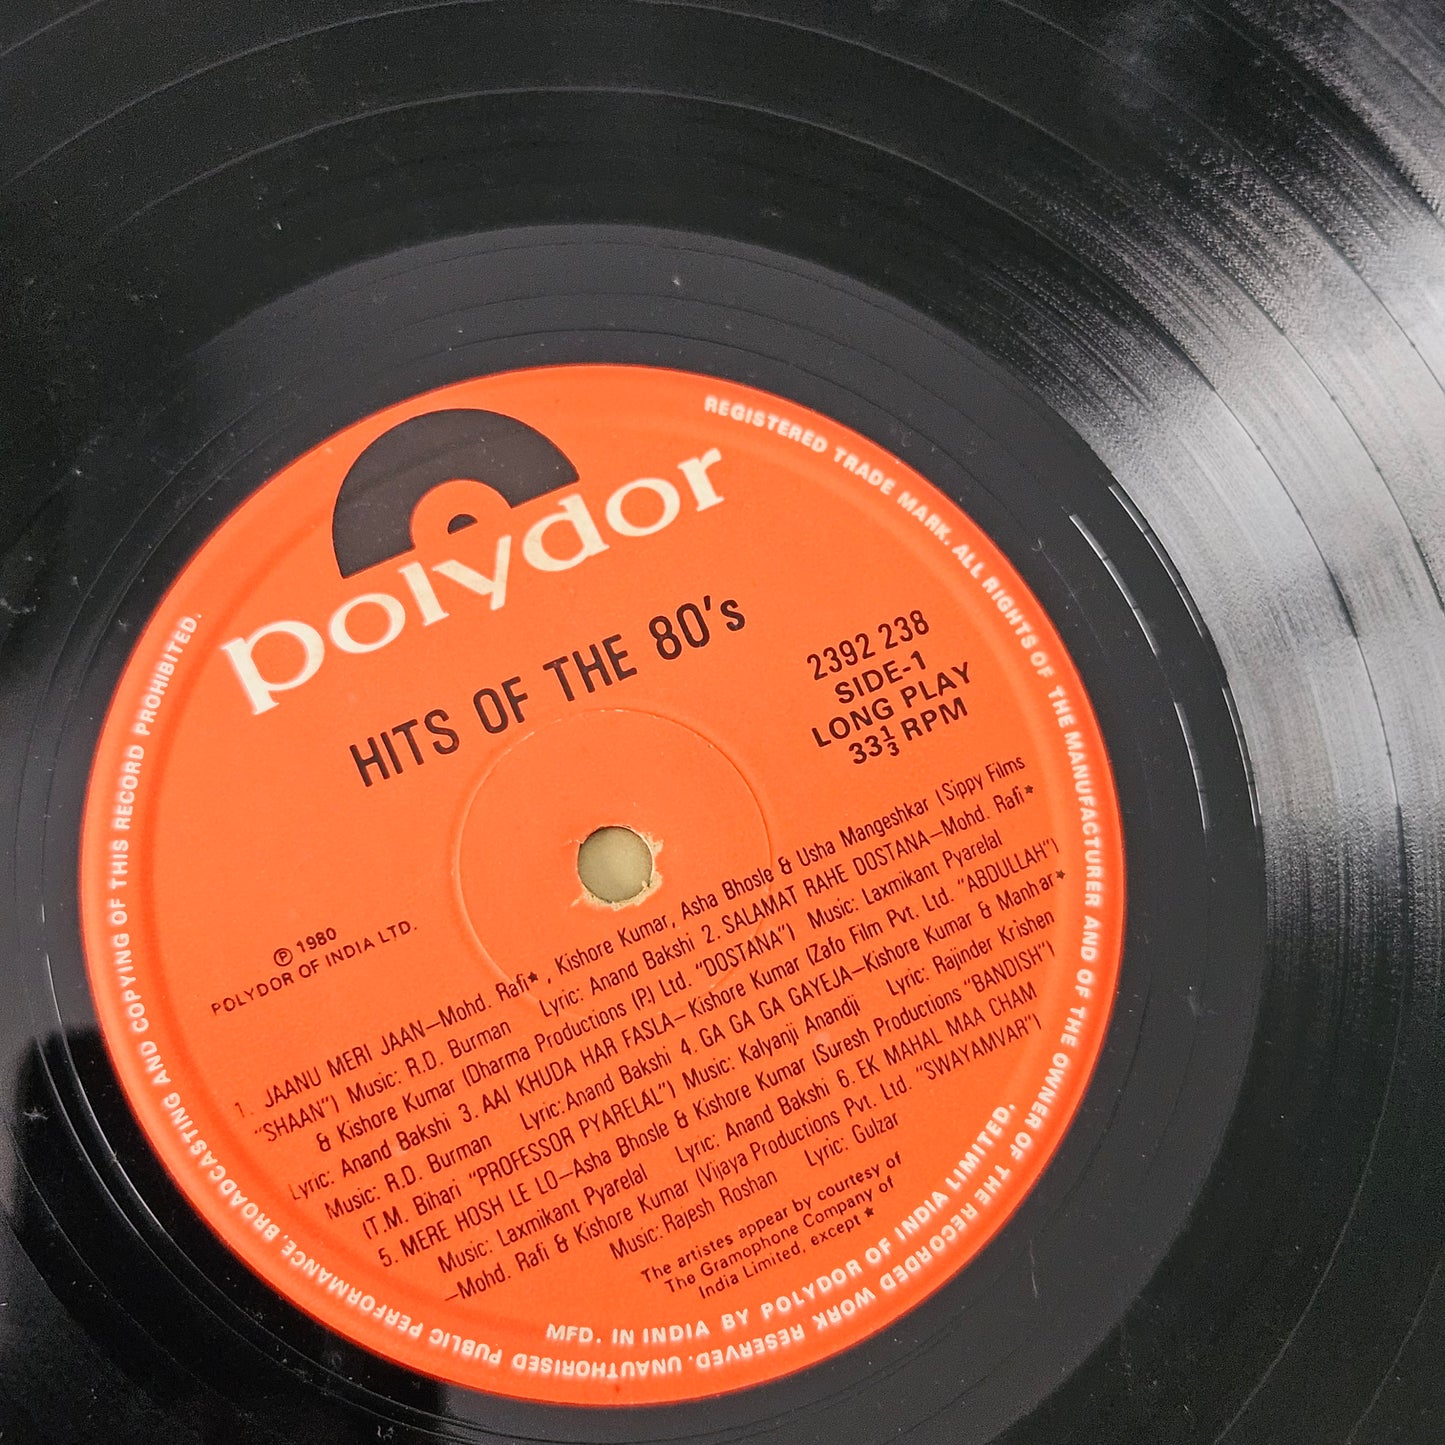 polydor
HITS OF THE 80's
2392 238
SIDE-1
LONG PLAY
33⅓ RPM
℗ 1980
POLYDOR OF INDIA LTD.
1. JAANU MERI JAAN—Mohd. Rafi*, Kishore Kumar, Asha Bhosle & Usha Mangeshkar (Sippy Films
"SHAAN") Music: R.D. Burman Lyric: Anand Bakshi 2. SALAMAT RAHE DOSTANA—Mohd. Rafi*
& Kishore Kumar (Dharma Productions (P.) Ltd. "DOSTANA") Music: Laxmikant Pyarelal
Lyric: Anand Bakshi 3. AAI KHUDA HAR FASLA—Kishore Kumar (Zafo Film Pvt. Ltd. "ABDULLAH")
Music: R.D. Burman Lyric: Anand Bakshi 4. GA GA GA GAYEJA—Kishore Kumar & Manhar*
(T.M. Bihari "PROFESSOR PYARELAL") Music: Kalyanji Anandji Lyric: Rajinder Krishen
5. MERE HOSH LE LO—Asha Bhosle & Kishore Kumar (Suresh Productions "BANDISH")
Music: Laxmikant Pyarelal Lyric: Anand Bakshi 6. EK MAHAL MAA CHAM
—Mohd. Rafi & Kishore Kumar (Vijaya Productions Pvt. Ltd. "SWAYAMVAR")
Music: Rajesh Roshan Lyric: Gulzar
The artistes appear by courtesy of
The Gramophone Company of
India Limited, except *
MFD. IN INDIA BY POLYDOR OF INDIA LIMITED.
REGISTERED TRADE MARK. ALL RIGHTS OF THE MANUFACTURER AND OF THE OWNER OF THE RECORDED WORK RESERVED. UNAUTHORISED PUBLIC PERFORMANCE, BROADCASTING AND COPYING OF THIS RECORD PROHIBITED.